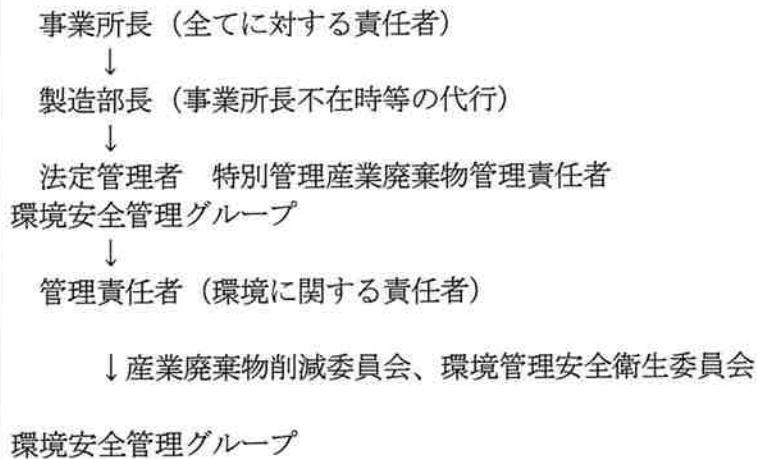 事業所長（全てに対する責任者）
↓
製造部長（事業所長不在時等の代行）
↓
法定管理者　特別管理産業廃棄物管理責任者
環境安全管理グループ
↓
管理責任者（環境に関する責任者）
↓産業廃棄物削減委員会、環境管理安全衛生委員会
環境安全管理グループ